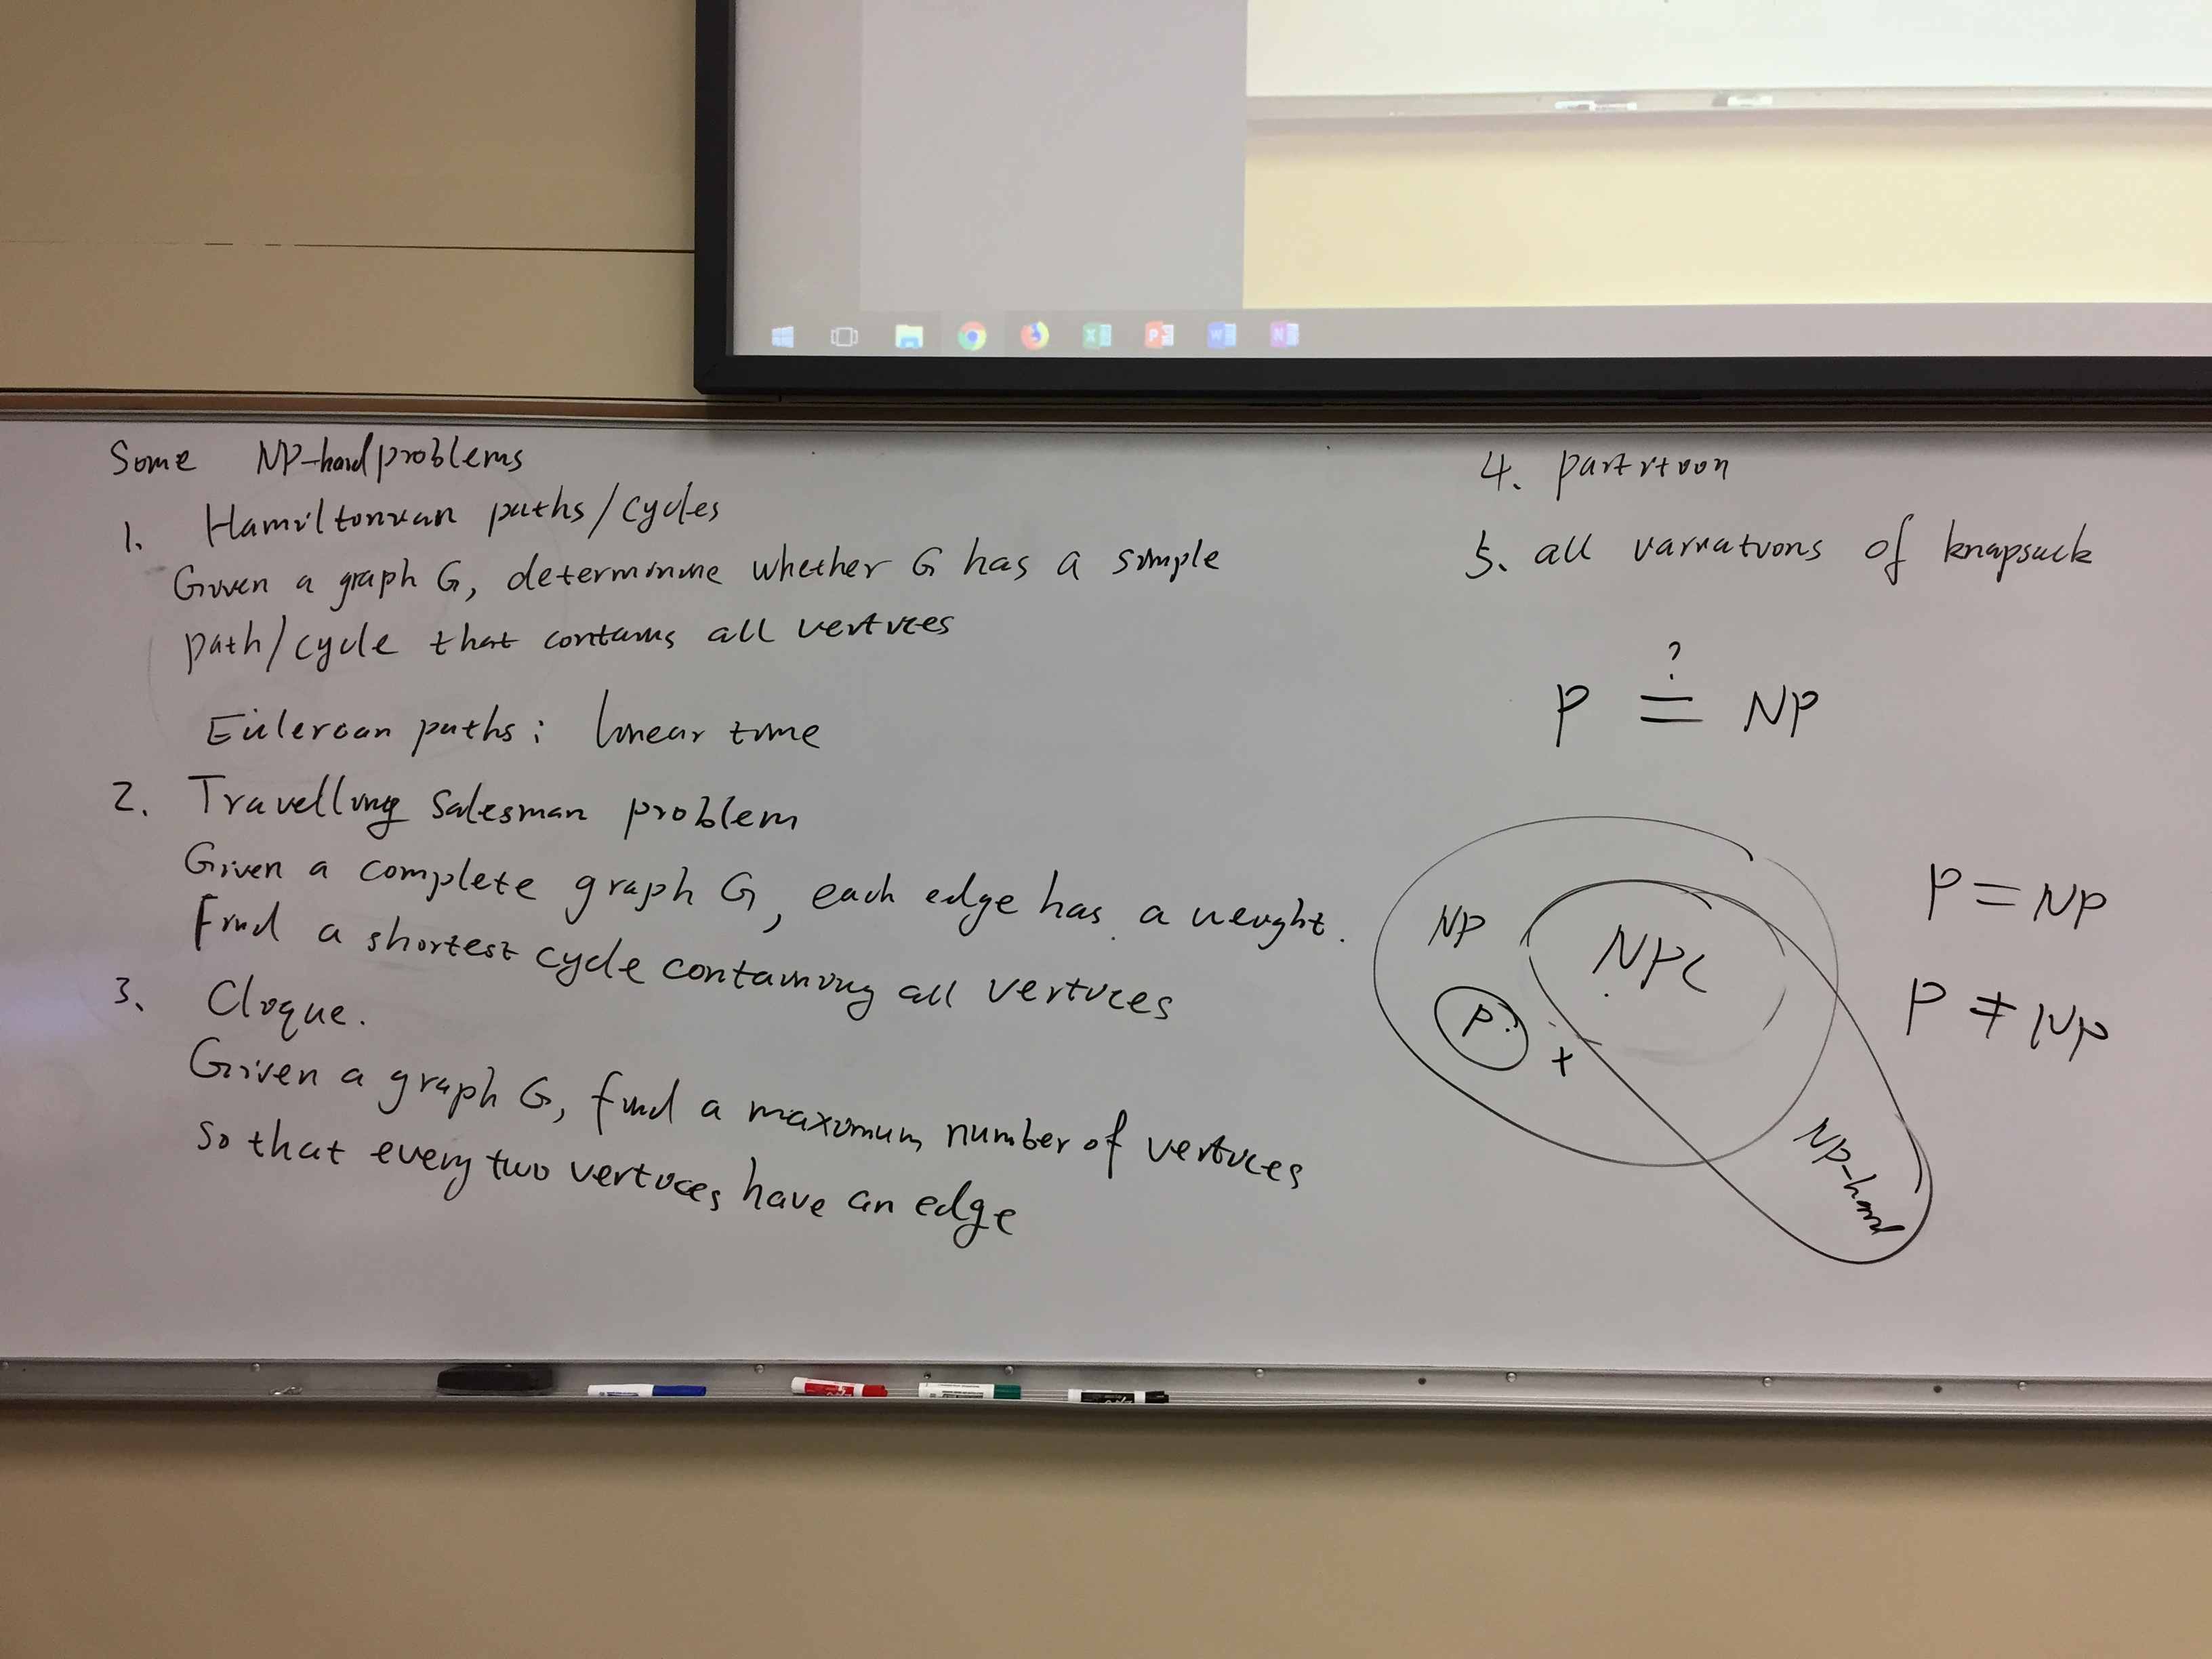 Some NP-hard problems
1. Hamiltonian paths/cycles
Given a graph G, determinine whether G has a simple
path/cycle that contains all vertices
Eulerian paths: linear time
2. Travelling Salesman problem
Given a complete graph G, each edge has a weight.
Find a shortest cycle containing all vertices
3. Clique.
Given a graph G, find a maximum number of vertices
so that every two vertices have an edge
4. partition
5. all variations of knapsack
?
P = NP
NP
NPC
P
+
NP-hard
P = NP
P ≠ NP